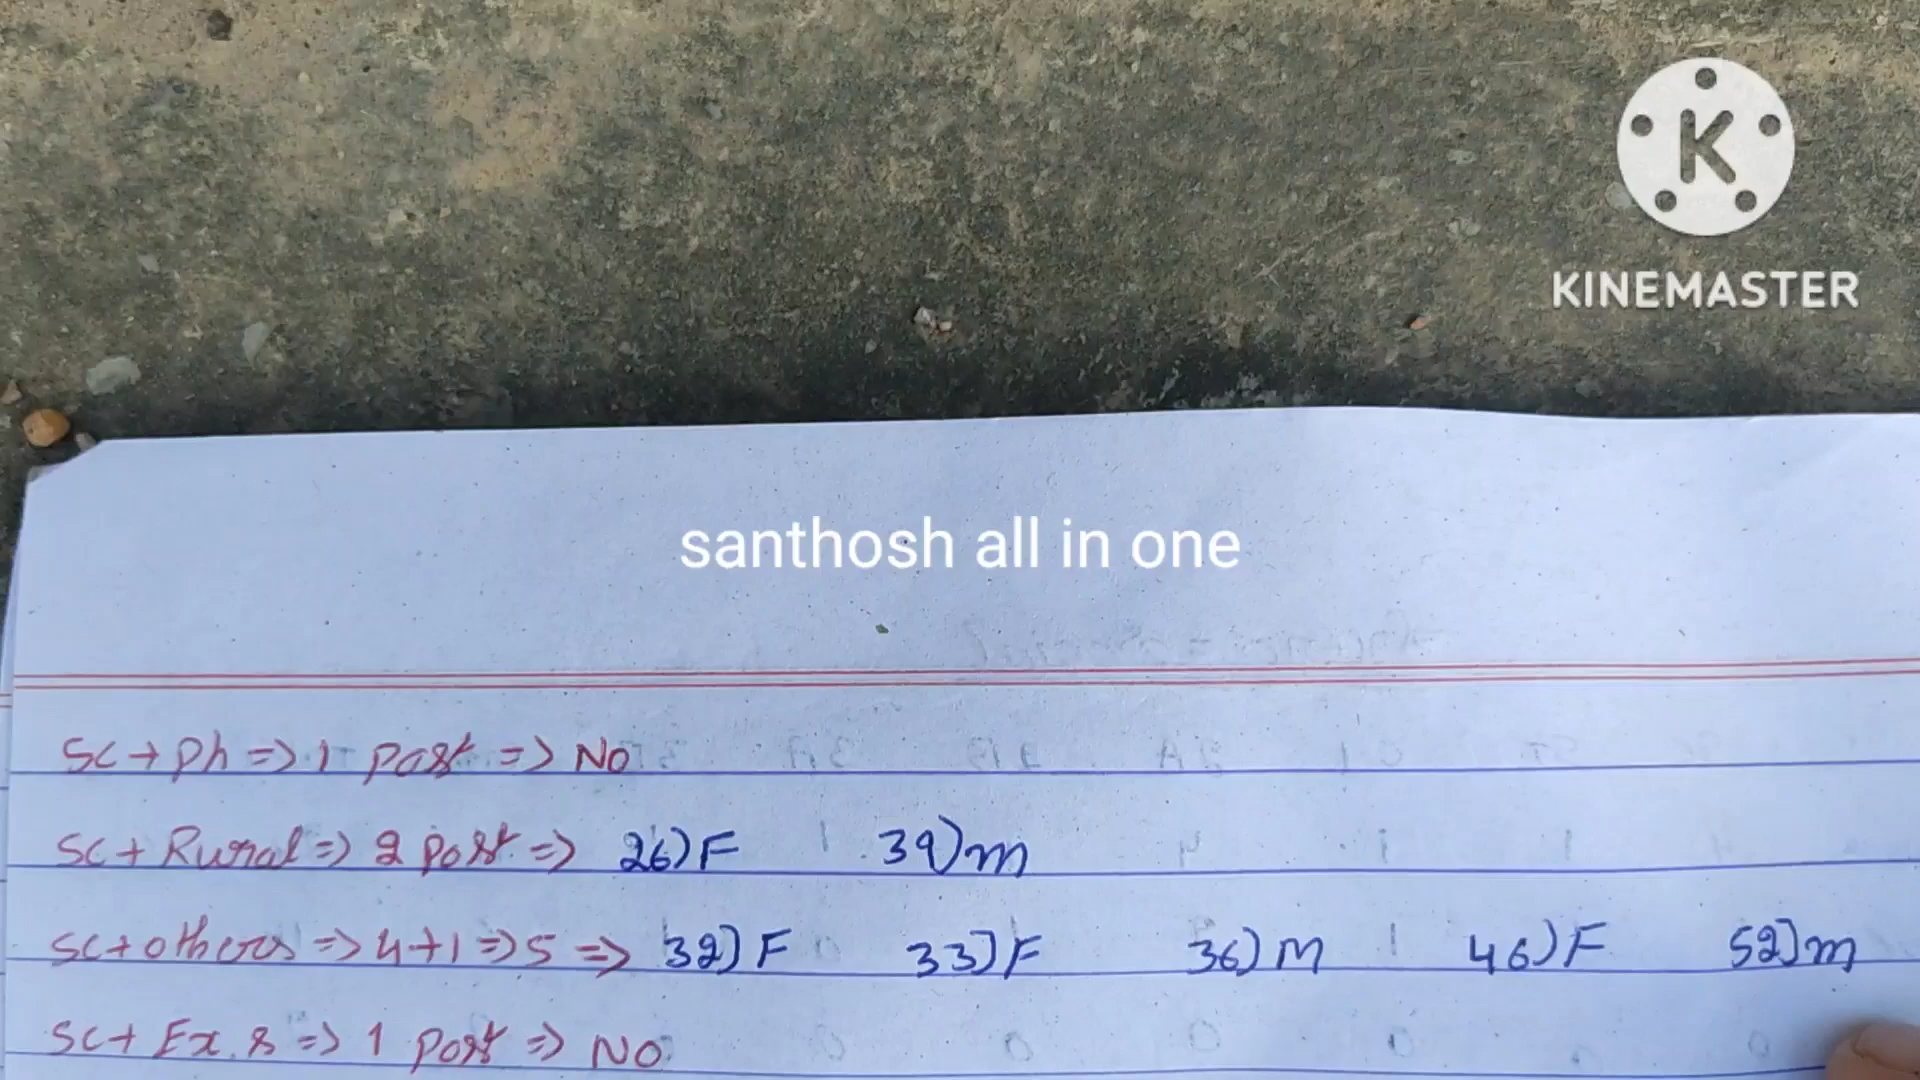 KINEMASTER
santhosh all in one
SC + Ph => 1 Post => NO
SC + Rural => 2 Post => 26) F 39) m
SC + others => 4+1 => 5 => 32) F 33) F 36) M 46) F 52) m
SC + Ex. s => 1 Post => NO